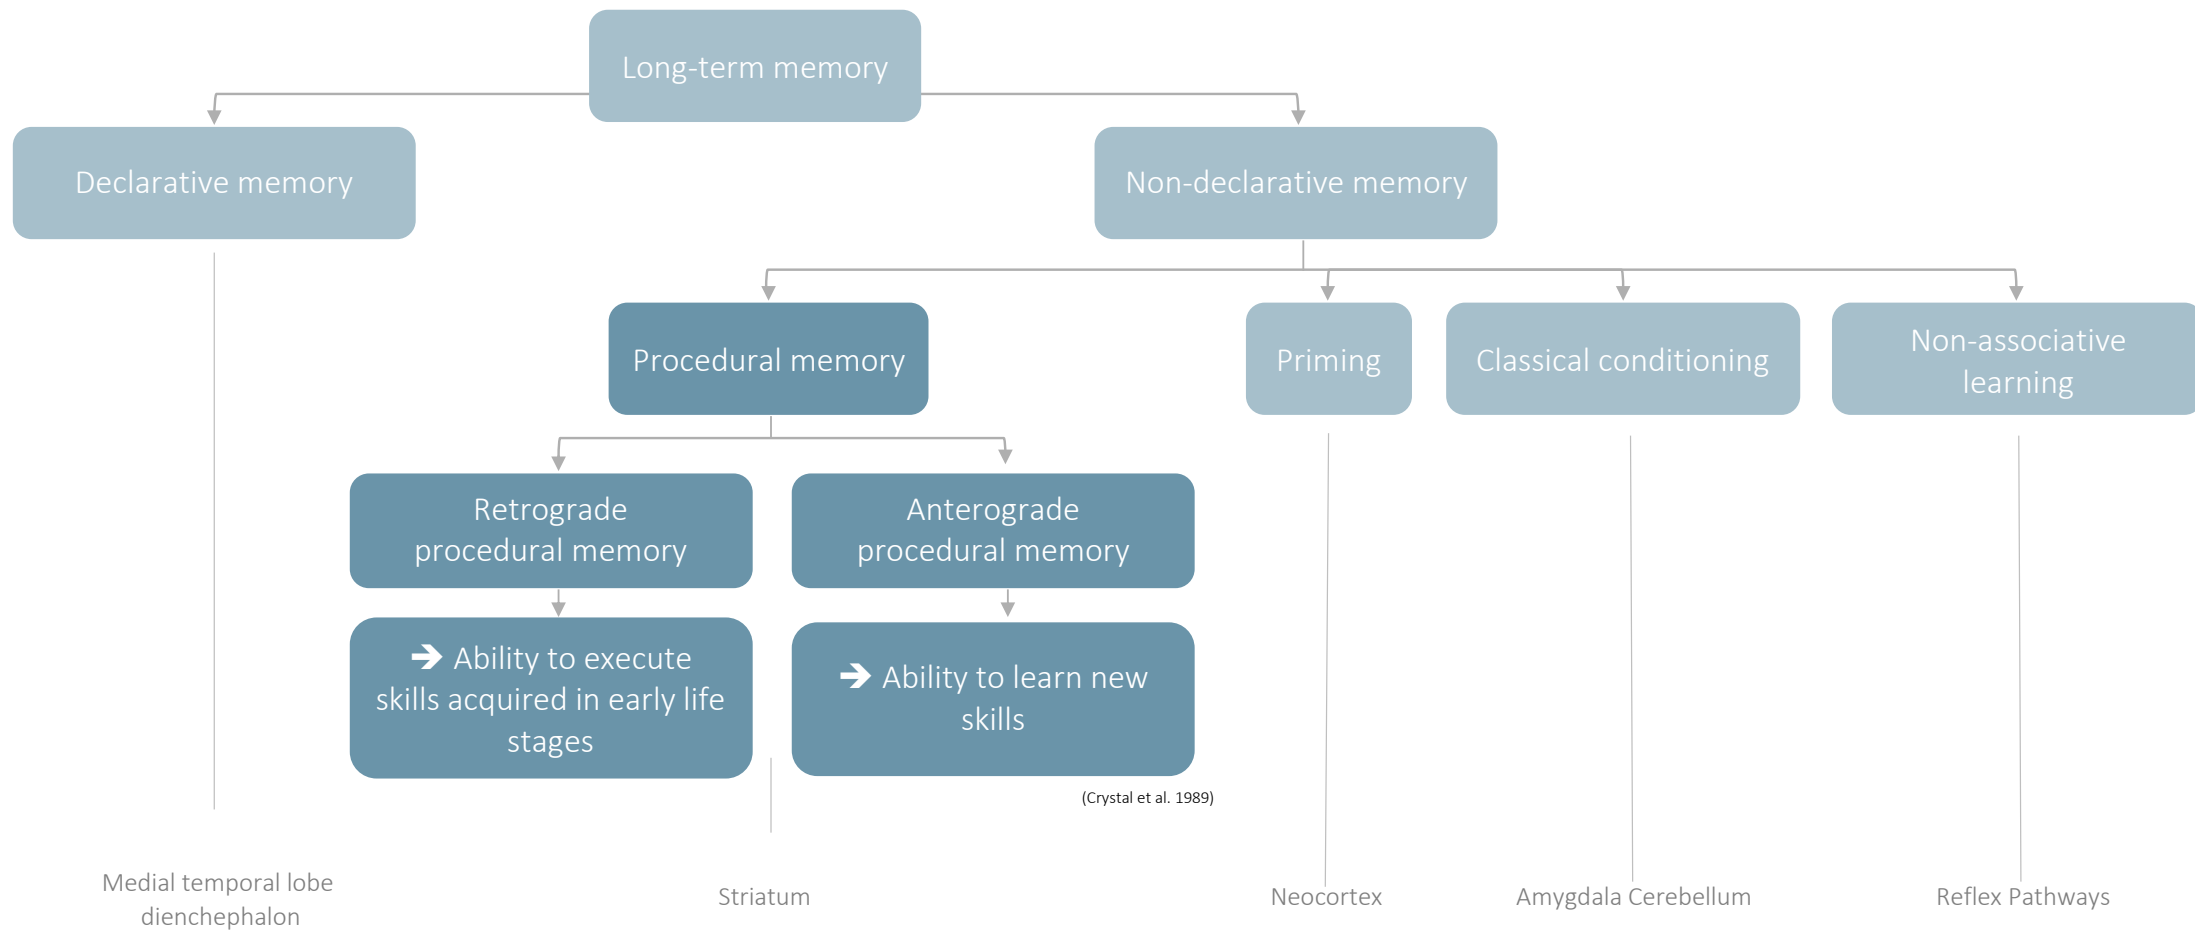 Long-term memory
Declarative memory
Non-declarative memory
Procedural memory
Priming
Classical conditioning
Non-associative
learning
Retrograde
procedural memory
Anterograde
procedural memory
➔ Ability to execute
skills acquired in early life
stages
➔ Ability to learn new
skills
(Crystal et al. 1989)
Medial temporal lobe
dienchephalon
Striatum
Neocortex
Amygdala Cerebellum
Reflex Pathways